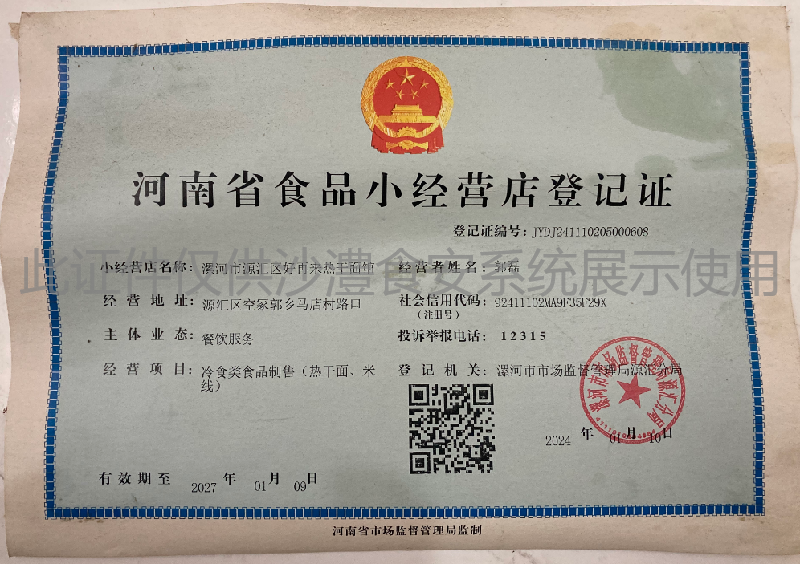 河南省食品小经营店登记证
登记证编号：JYDJ241110205000608
小经营店名称：漯河市源汇区好再来热干面馆
经营者姓名：郭磊
此证件仅供沙澧食安系统展示使用
经营地址：源汇区空冢郭乡马店村路口
社会信用代码：92411102MA9F35P29X
（注册号）
主体业态：餐饮服务
投诉举报电话：12315
经营项目：冷食类食品制售（热干面、米
线）
登记机关：漯河市市场监督管理局源汇分局
2024 年 01 月 10 日
有效期至 2027 年 01 月 09 日
河南省市场监督管理局监制